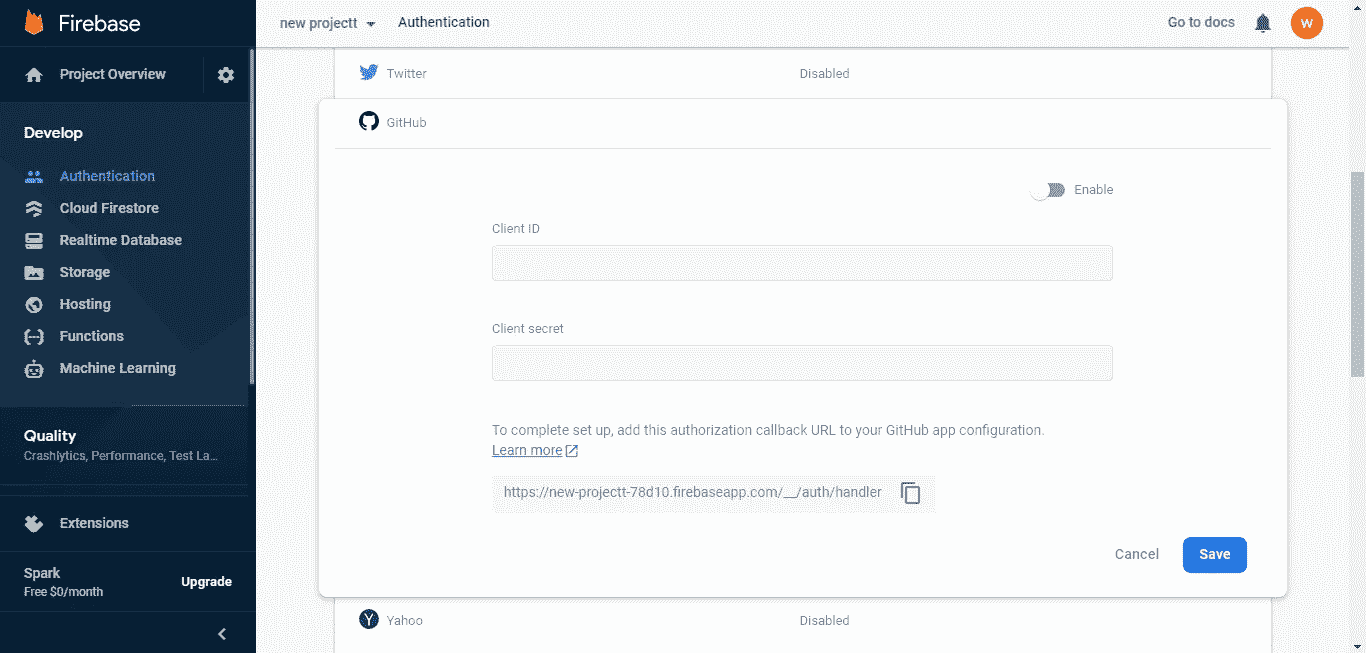 Firebase
new projectt
Authentication
Go to docs
W
Project Overview
Develop
Authentication
Cloud Firestore
Realtime Database
Storage
Hosting
Functions
Machine Learning
Quality
Crashlytics, Performance, Test La...
Extensions
Spark
Free $0/month
Upgrade
Twitter
Disabled
GitHub
Enable
Client ID
Client secret
To complete set up, add this authorization callback URL to your GitHub app configuration.
Learn more
https://new-projectt-78d10.firebaseapp.com/__/auth/handler
Cancel
Save
Y
Yahoo
Disabled